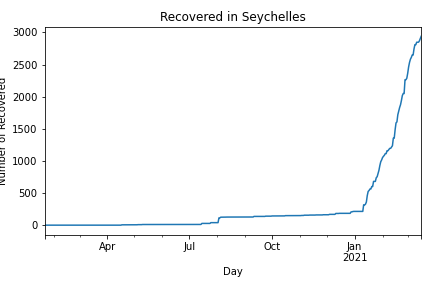 Recovered in Seychelles
Number of Recovered
3000
2500
2000
1500
1000
500
0
Apr
Jul
Oct
Jan
2021
Day